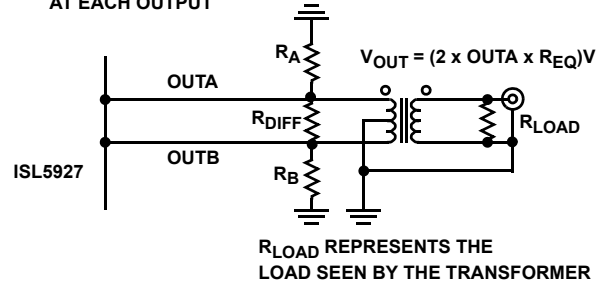 AT EACH OUTPUT
RA
VOUT = (2 x OUTA x REQ)V
OUTA
RDIFF
RLOAD
OUTB
ISL5927
RB
RLOAD REPRESENTS THE
LOAD SEEN BY THE TRANSFORMER